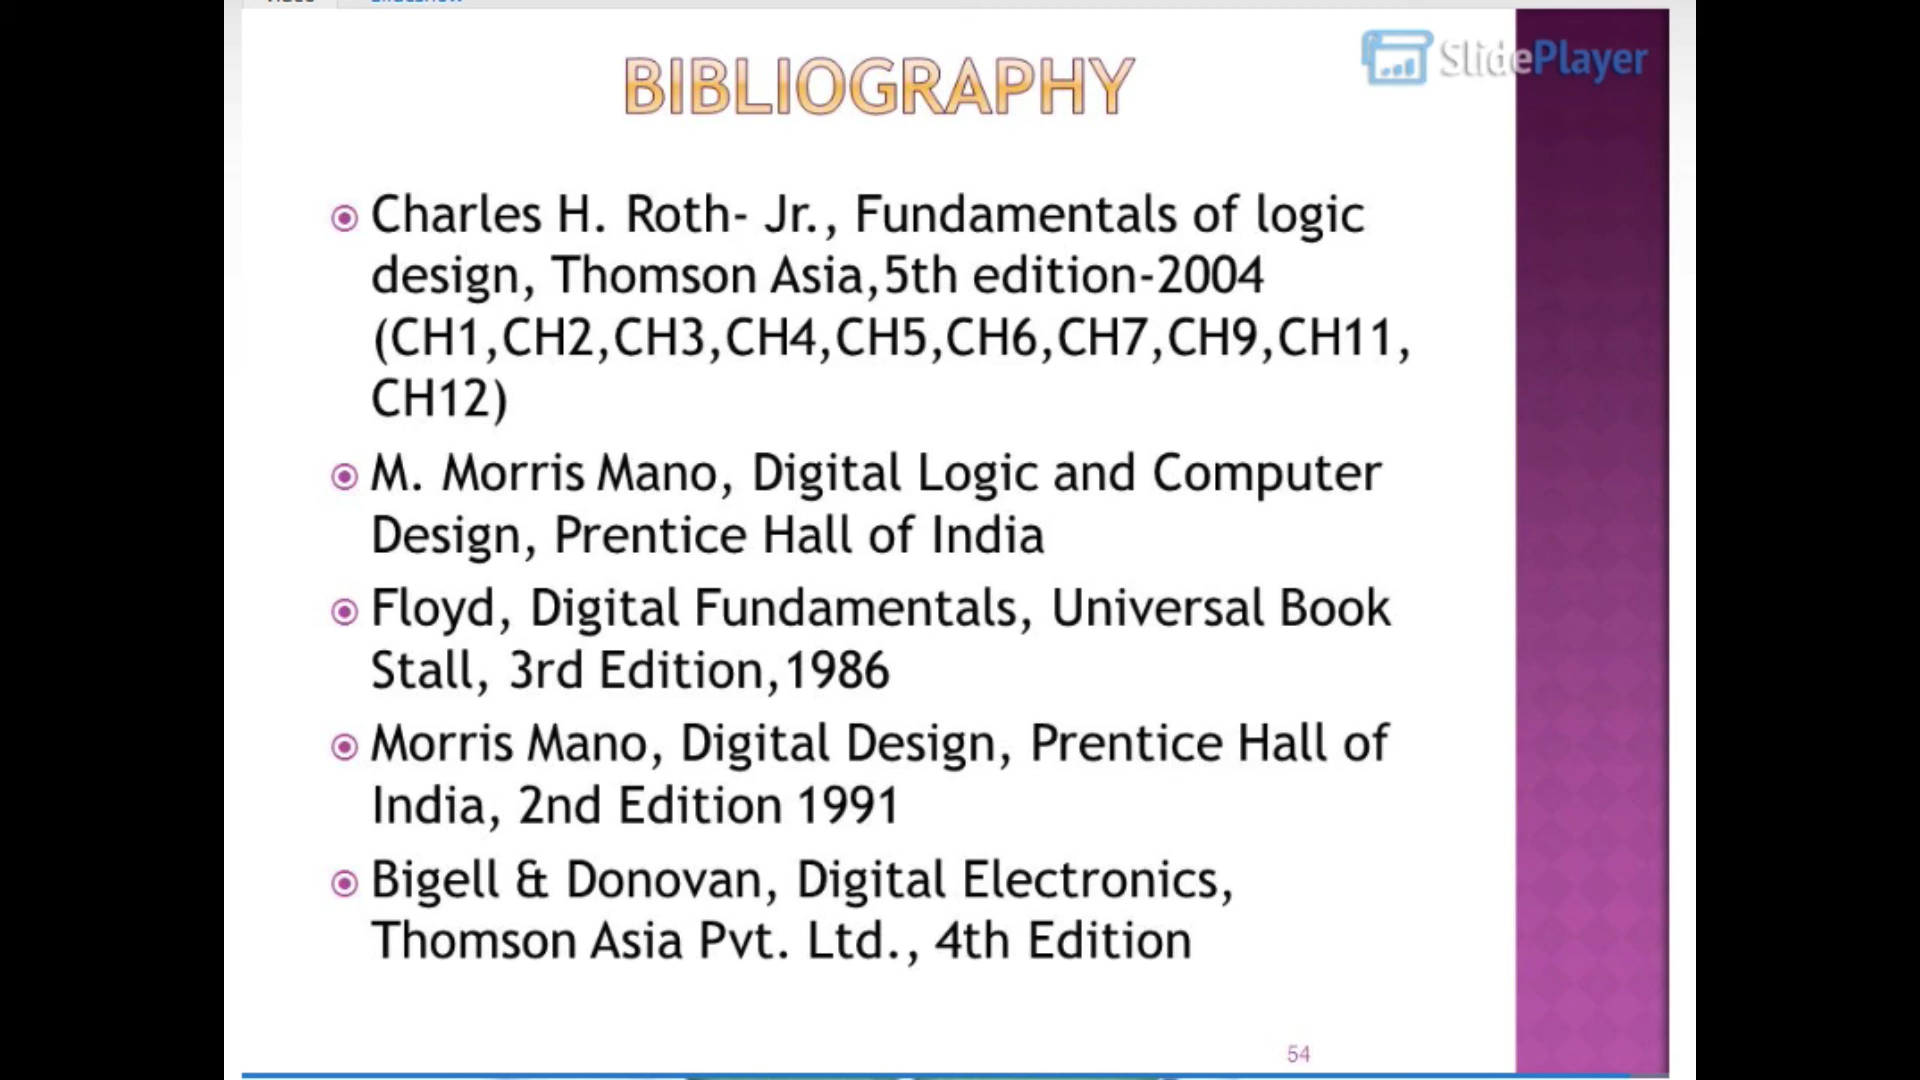 BIBLIOGRAPHY
SlidePlayer
Charles H. Roth- Jr., Fundamentals of logic
design, Thomson Asia,5th edition-2004
(CH1,CH2,CH3,CH4,CH5,CH6,CH7,CH9,CH11,
CH12)
M. Morris Mano, Digital Logic and Computer
Design, Prentice Hall of India
Floyd, Digital Fundamentals, Universal Book
Stall, 3rd Edition,1986
Morris Mano, Digital Design, Prentice Hall of
India, 2nd Edition 1991
Bigell & Donovan, Digital Electronics,
Thomson Asia Pvt. Ltd., 4th Edition
54